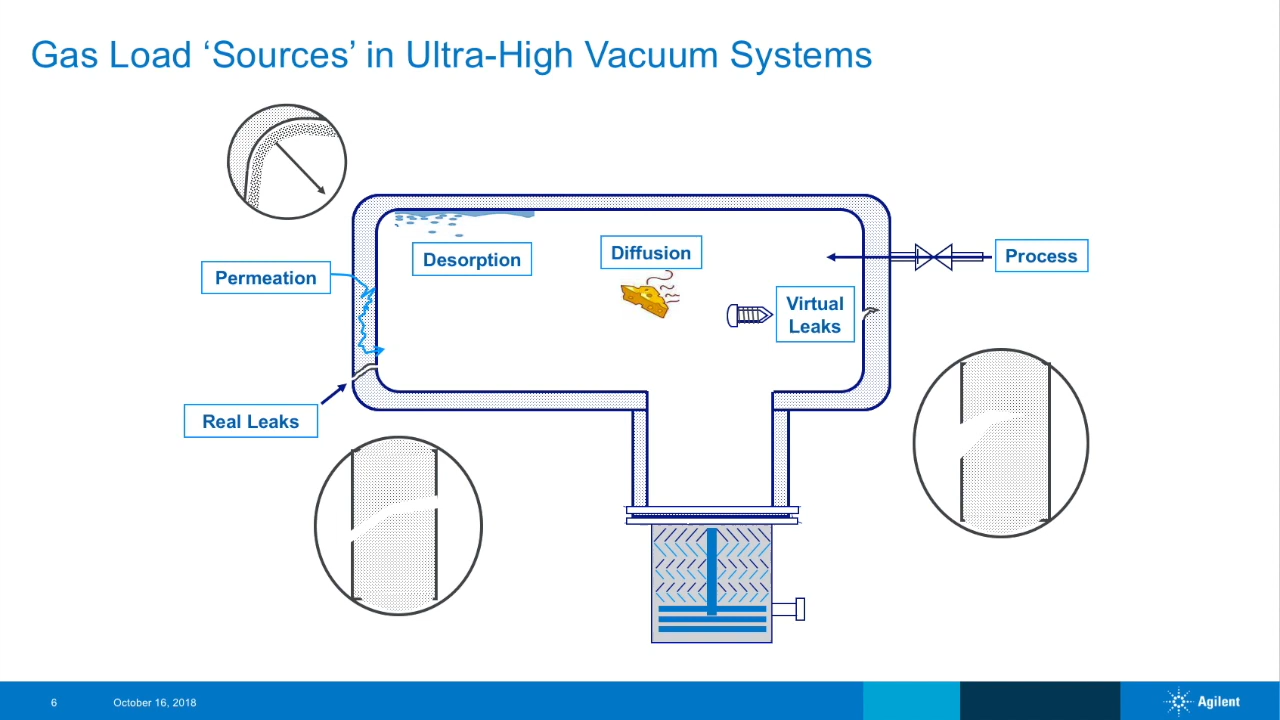 Gas Load ‘Sources’ in Ultra-High Vacuum Systems
Desorption
Diffusion
Process
Permeation
Virtual
Leaks
Real Leaks
6
October 16, 2018
Agilent